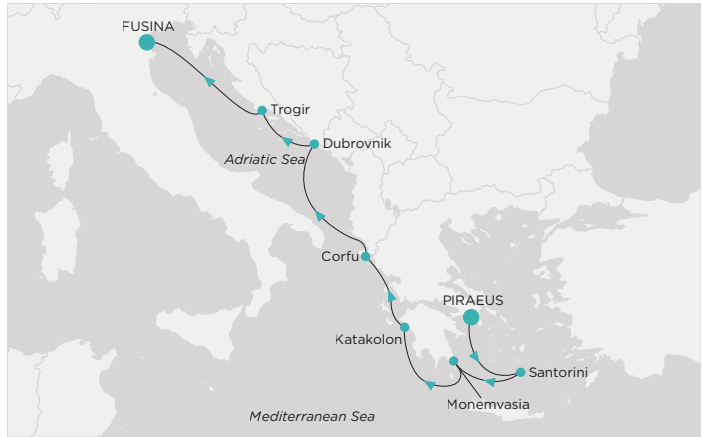 FUSINA
Trogir
Dubrovnik
Adriatic Sea
Corfu
PIRAEUS
Katakolon
Santorini
Monemvasia
Mediterranean Sea